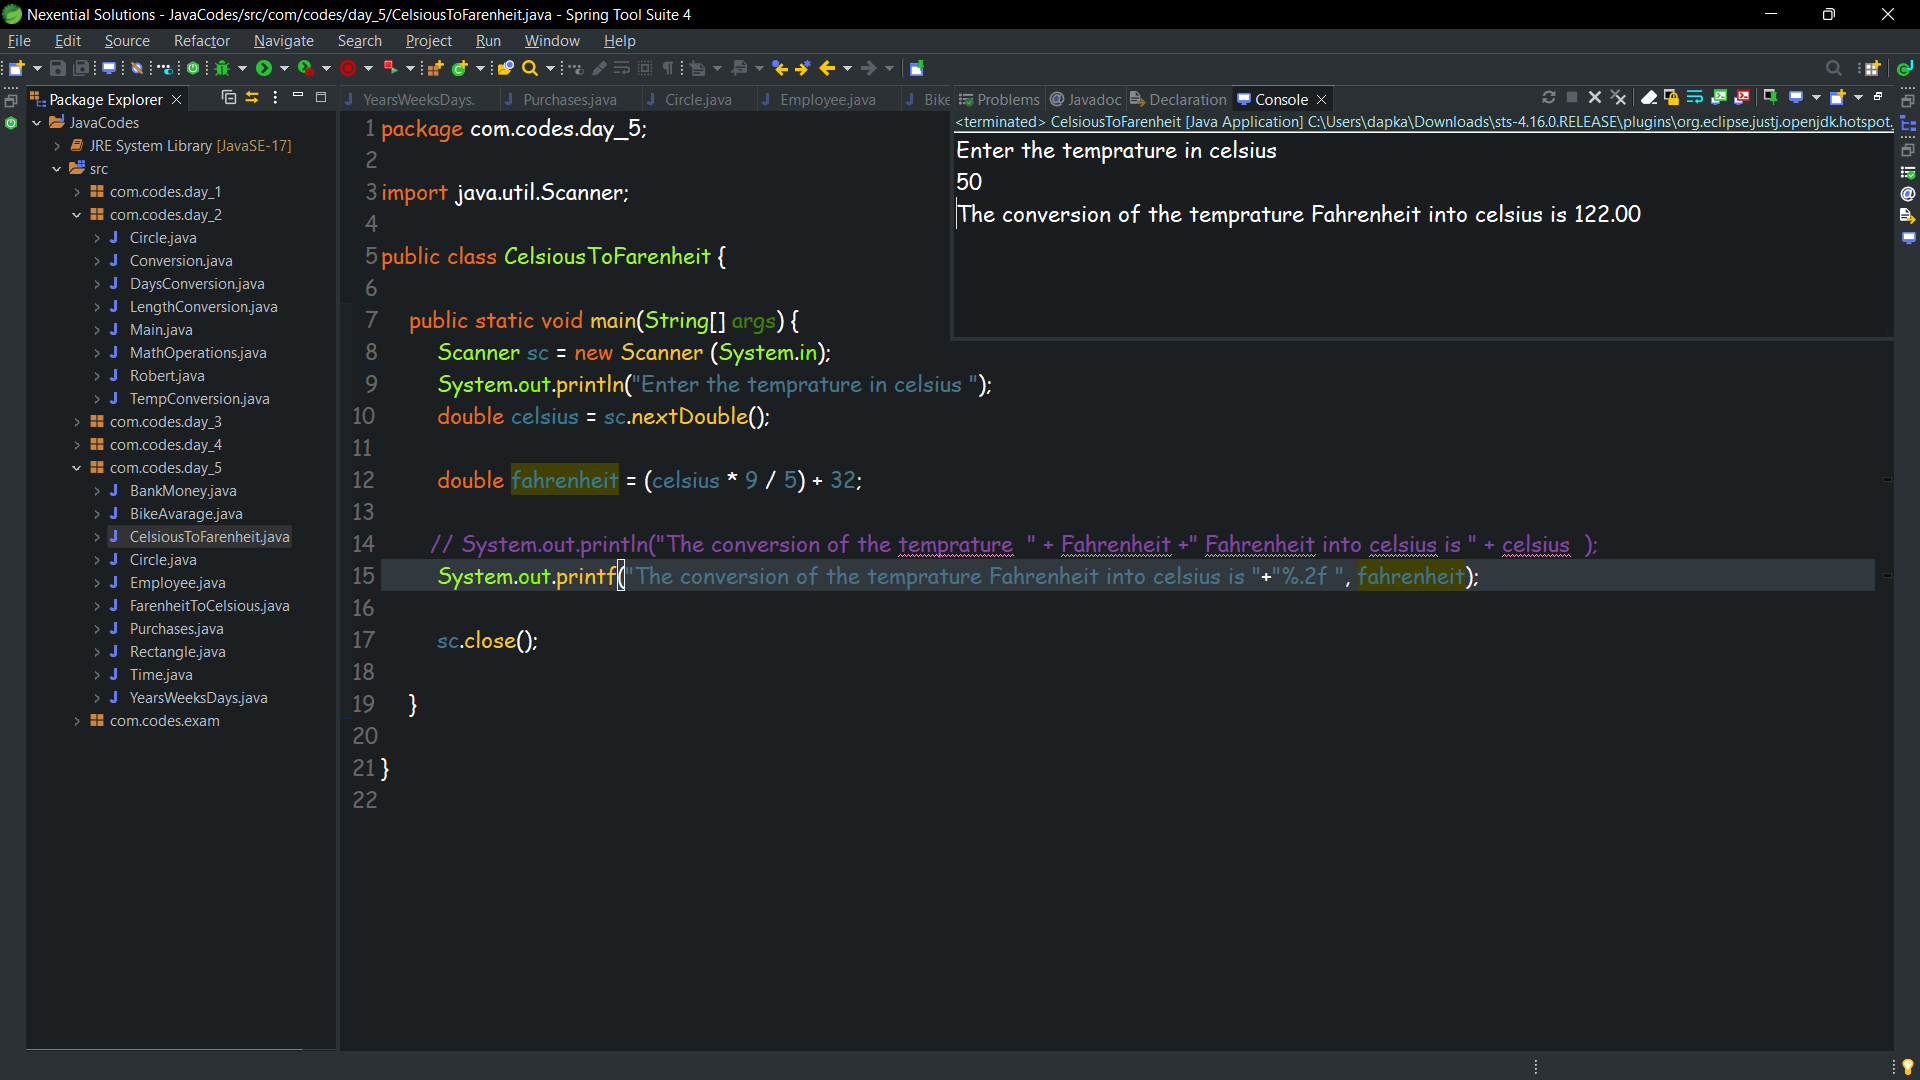 Nexential Solutions - JavaCodes/src/com/codes/day_5/CelsiousToFarenheit.java - Spring Tool Suite 4
File Edit Source Refactor Navigate Search Project Run Window Help
Package Explorer
JavaCodes
JRE System Library [JavaSE-17]
src
com.codes.day_1
com.codes.day_2
Circle.java
Conversion.java
DaysConversion.java
LengthConversion.java
Main.java
MathOperations.java
Robert.java
TempConversion.java
com.codes.day_3
com.codes.day_4
com.codes.day_5
BankMoney.java
BikeAvarage.java
CelsiousToFarenheit.java
Circle.java
Employee.java
FarenheitToCelsious.java
Purchases.java
Rectangle.java
Time.java
YearsWeeksDays.java
com.codes.exam
YearsWeeksDays. Purchases.java Circle.java Employee.java Bike
1 package com.codes.day_5;
2
3 import java.util.Scanner;
4
5 public class CelsiousToFarenheit {
6
7 public static void main(String[] args) {
8 Scanner sc = new Scanner (System.in);
9 System.out.println("Enter the temprature in celsius ");
10 double celsius = sc.nextDouble();
11
12 double fahrenheit = (celsius * 9 / 5) + 32;
13
14 // System.out.println("The conversion of the temprature " + Fahrenheit +" Fahrenheit into celsius is " + celsius );
15 System.out.printf("The conversion of the temprature Fahrenheit into celsius is "+"%.2f ", fahrenheit);
16
17 sc.close();
18
19 }
20
21 }
22
Problems @ Javadoc Declaration Console
<terminated> CelsiousToFarenheit [Java Application] C:\Users\dapka\Downloads\sts-4.16.0.RELEASE\plugins\org.eclipse.justj.openjdk.hotspot.
Enter the temprature in celsius
50
The conversion of the temprature Fahrenheit into celsius is 122.00